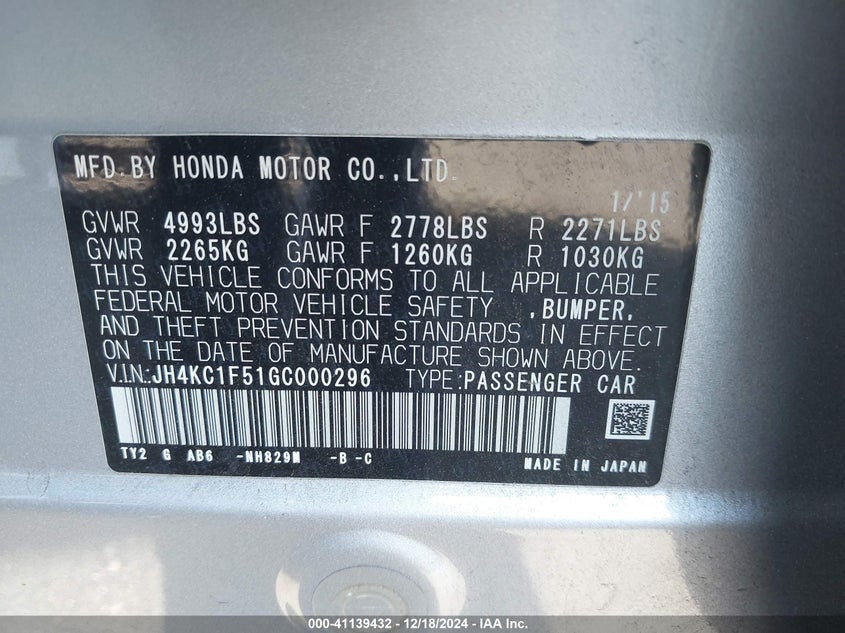 MFD. BY HONDA MOTOR CO.,LTD.
1/'15
GVWR 4993LBS GAWR F 2778LBS R 2271LBS
GVWR 2265KG GAWR F 1260KG R 1030KG
THIS VEHICLE CONFORMS TO ALL APPLICABLE
FEDERAL MOTOR VEHICLE SAFETY ,BUMPER,
AND THEFT PREVENTION STANDARDS IN EFFECT
ON THE DATE OF MANUFACTURE SHOWN ABOVE.
V.I.N.:JH4KC1F51GC000296 TYPE:PASSENGER CAR
TY2 G AB6 -NH829M -B -C
MADE IN JAPAN
000-41139432 - 12/18/2024 - IAA Inc.